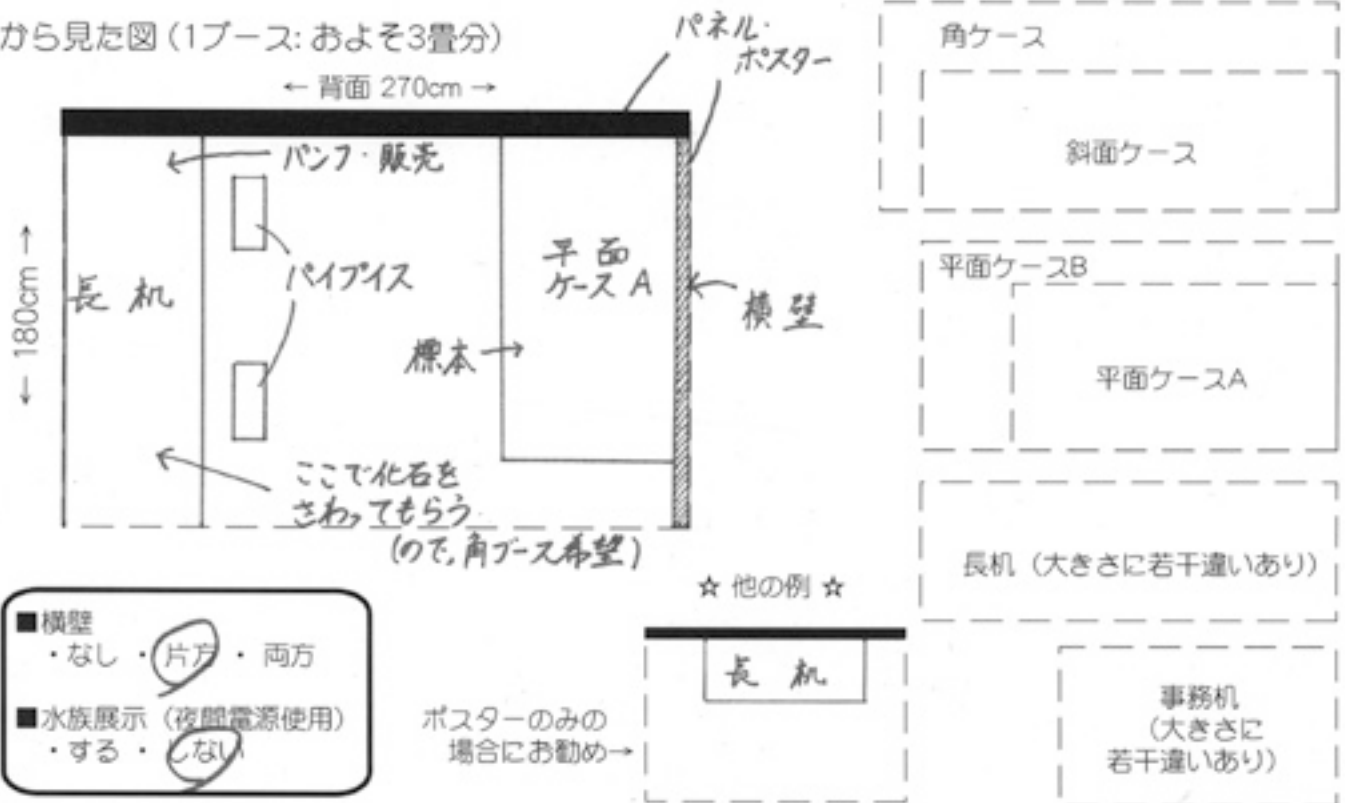 から見た図(1ブース:およそ3畳分)
← 背面 270cm →
パネル・
ポスター
← 180cm →
長机
パンフ・販売
パイプイス
平面
ケースA
標本→
横壁
ここで化石を
さわってもらう
(ので、角ブース希望)
■横壁
・なし・片方・両方
■水族展示(夜間電源使用)
・する・しない
☆ 他の例 ☆
長机
ポスターのみの
場合にお勧め→
角ケース
斜面ケース
平面ケースB
平面ケースA
長机(大きさに若干違いあり)
事務机
(大きさに
若干違いあり)